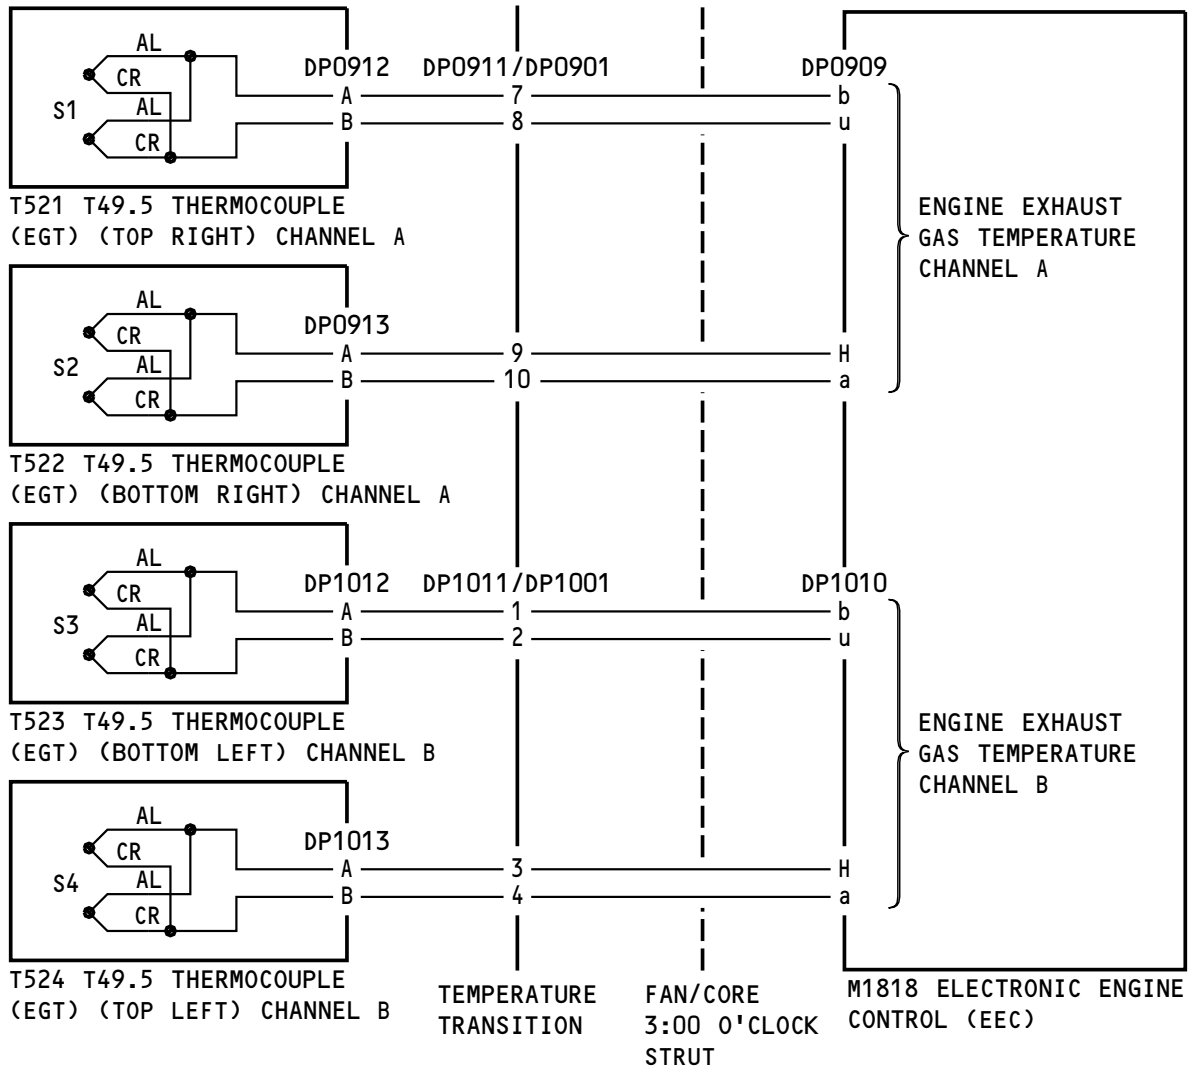 AL
CR
AL
CR
S1
DP0912
DP0911/DP0901
DP0909
A
7
b
B
8
u
T521 T49.5 THERMOCOUPLE
(EGT) (TOP RIGHT) CHANNEL A
ENGINE EXHAUST
GAS TEMPERATURE
CHANNEL A
AL
CR
AL
CR
S2
DP0913
A
9
H
B
10
a
T522 T49.5 THERMOCOUPLE
(EGT) (BOTTOM RIGHT) CHANNEL A
AL
CR
AL
CR
S3
DP1012
DP1011/DP1001
DP1010
A
1
b
B
2
u
T523 T49.5 THERMOCOUPLE
(EGT) (BOTTOM LEFT) CHANNEL B
ENGINE EXHAUST
GAS TEMPERATURE
CHANNEL B
AL
CR
AL
CR
S4
DP1013
A
3
H
B
4
a
T524 T49.5 THERMOCOUPLE
(EGT) (TOP LEFT) CHANNEL B
TEMPERATURE
TRANSITION
FAN/CORE
3:00 O'CLOCK
STRUT
M1818 ELECTRONIC ENGINE
CONTROL (EEC)